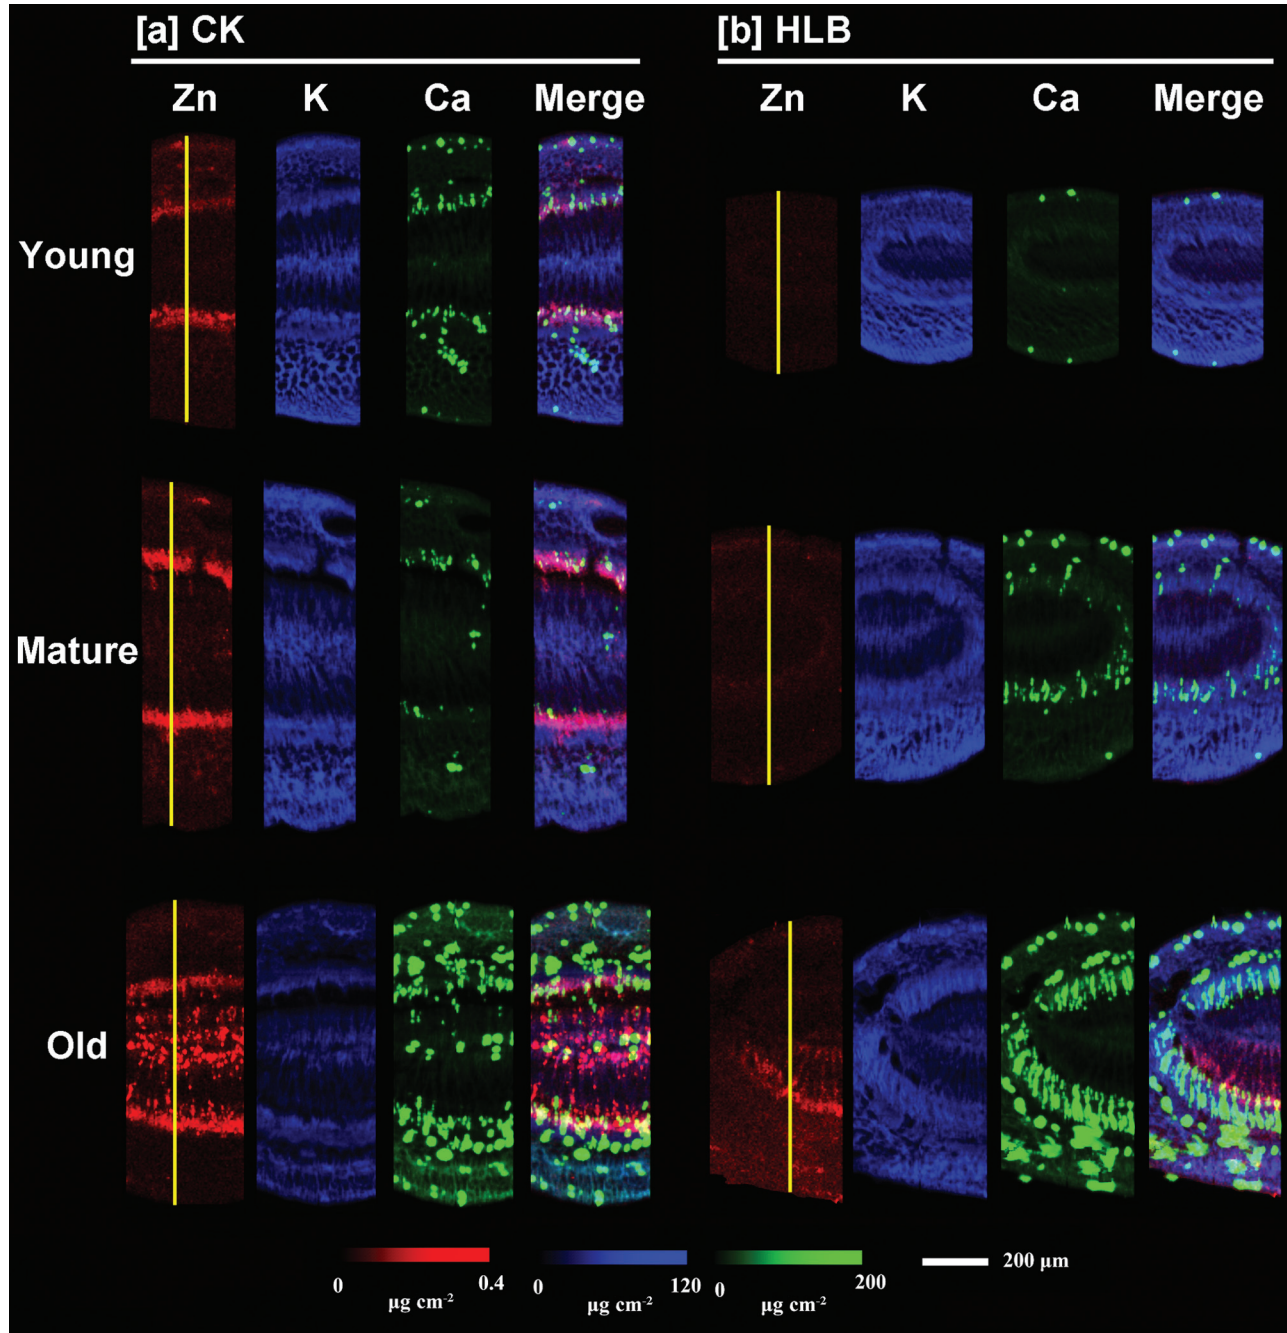 [a] CK
[b] HLB
Zn K Ca Merge
Zn K Ca Merge
Young
Mature
Old
0 0.4
µg cm-2
0 120
µg cm-2
0 200
µg cm-2
200 µm